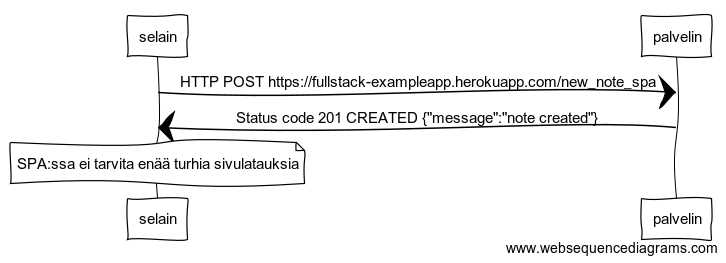 selain
palvelin
HTTP POST https://fullstack-exampleapp.herokuapp.com/new_note_spa
Status code 201 CREATED {"message":"note created"}
SPA:ssa ei tarvita enää turhia sivulatauksia
selain
palvelin
www.websequencediagrams.com